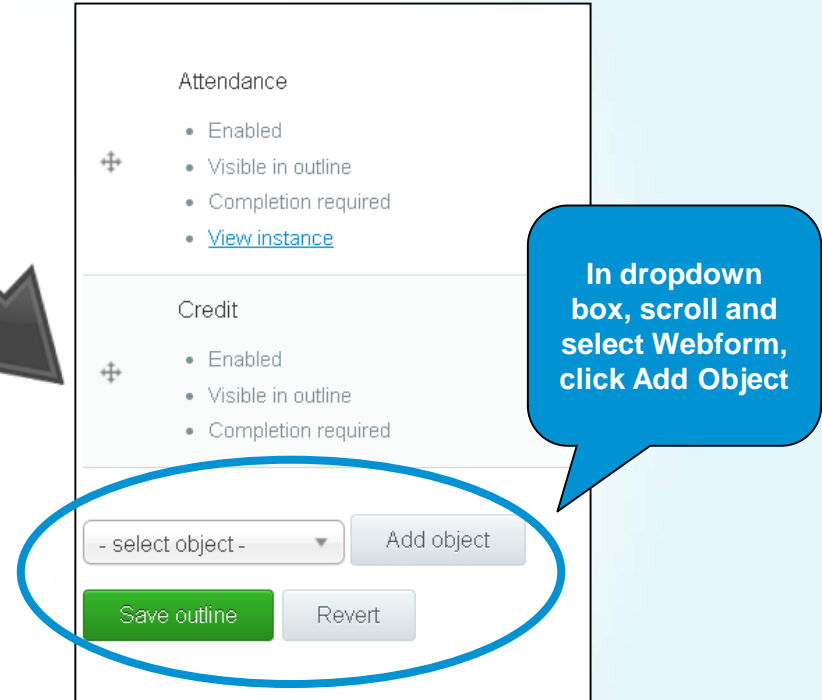 Attendance
Enabled
Visible in outline
Completion required
View instance
Credit
Enabled
Visible in outline
Completion required
In dropdown
box, scroll and
select Webform,
click Add Object
- select object -
Add object
Save outline
Revert